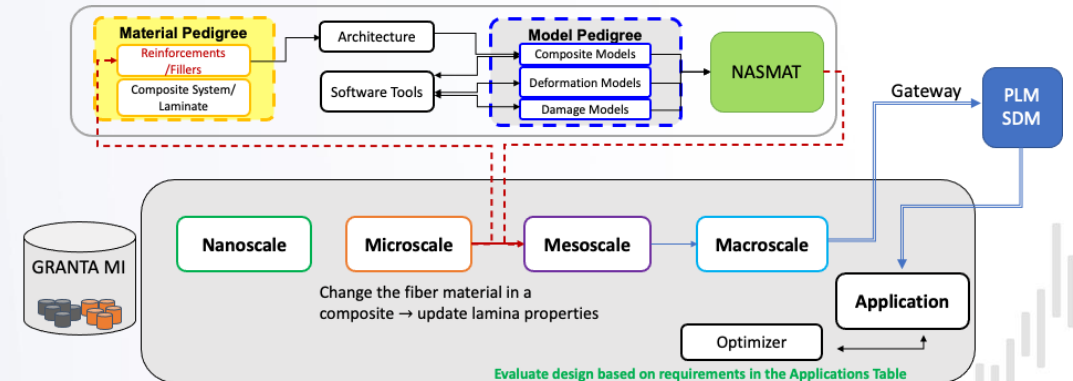 Material Pedigree
Reinforcements
/Fillers
Composite System/
Laminate
Architecture
Software Tools
Model Pedigree
Composite Models
Deformation Models
Damage Models
NASMAT
Gateway
PLM
SDM
GRANTA MI
Nanoscale
Microscale
Mesoscale
Macroscale
Change the fiber material in a
composite → update lamina properties
Application
Optimizer
Evaluate design based on requirements in the Applications Table